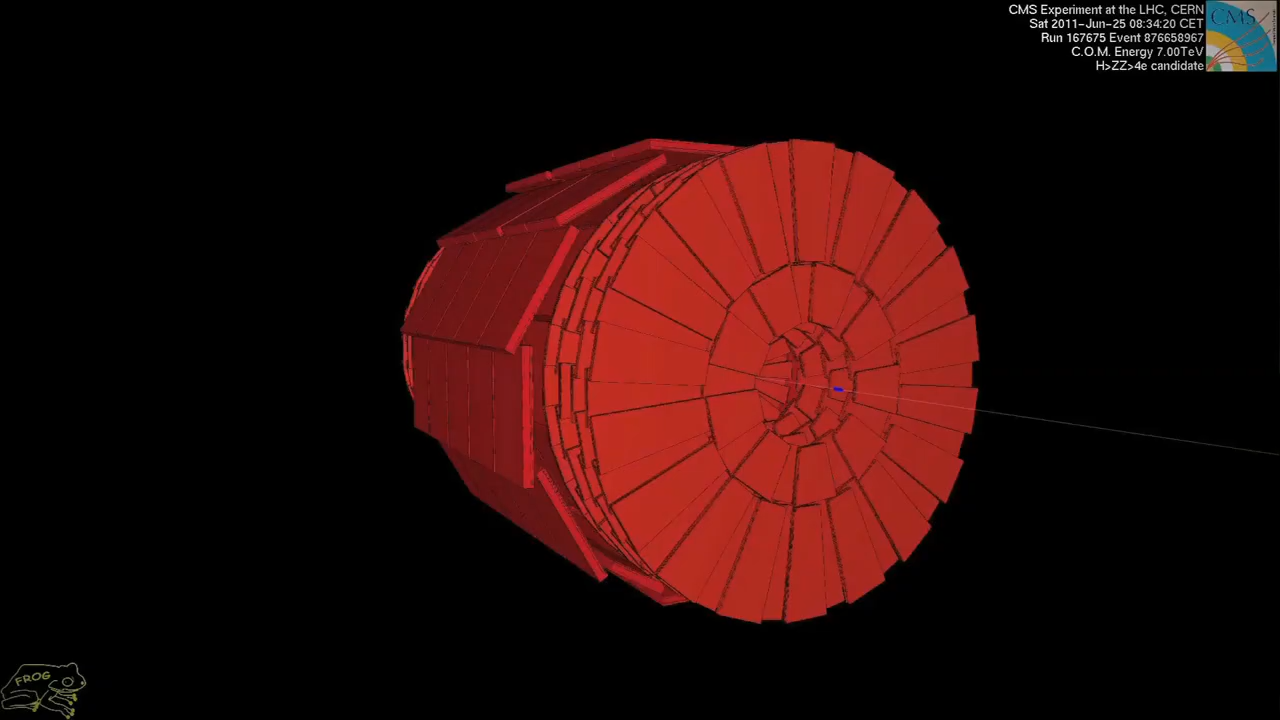 CMS Experiment at the LHC, CERN
Sat 2011-Jun-25 08:34:20 CET
Run 167675 Event 876658967
C.O.M. Energy 7.00TeV
H>ZZ>4e candidate
CMS
FROG